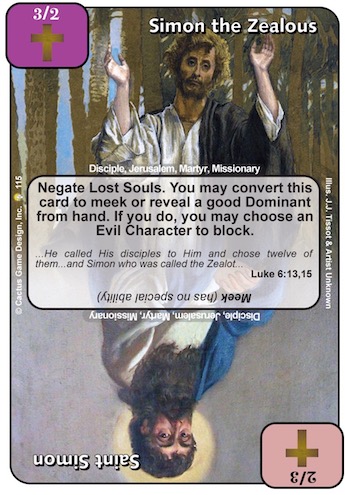 3/2
Simon the Zealous
Disciple, Jerusalem, Martyr, Missionary
Negate Lost Souls. You may convert this
card to meek or reveal a good Dominant
from hand. If you do, you may choose an
Evil Character to block.
...He called His disciples to Him and chose twelve of
them...and Simon who was called the Zealot...
Luke 6:13,15
Meek (has no special ability)
Disciple, Jerusalem, Martyr, Missionary
Saint Simon
2/3
© Cactus Game Design, Inc. 115
Illus. J.J. Tissot & Artist Unknown